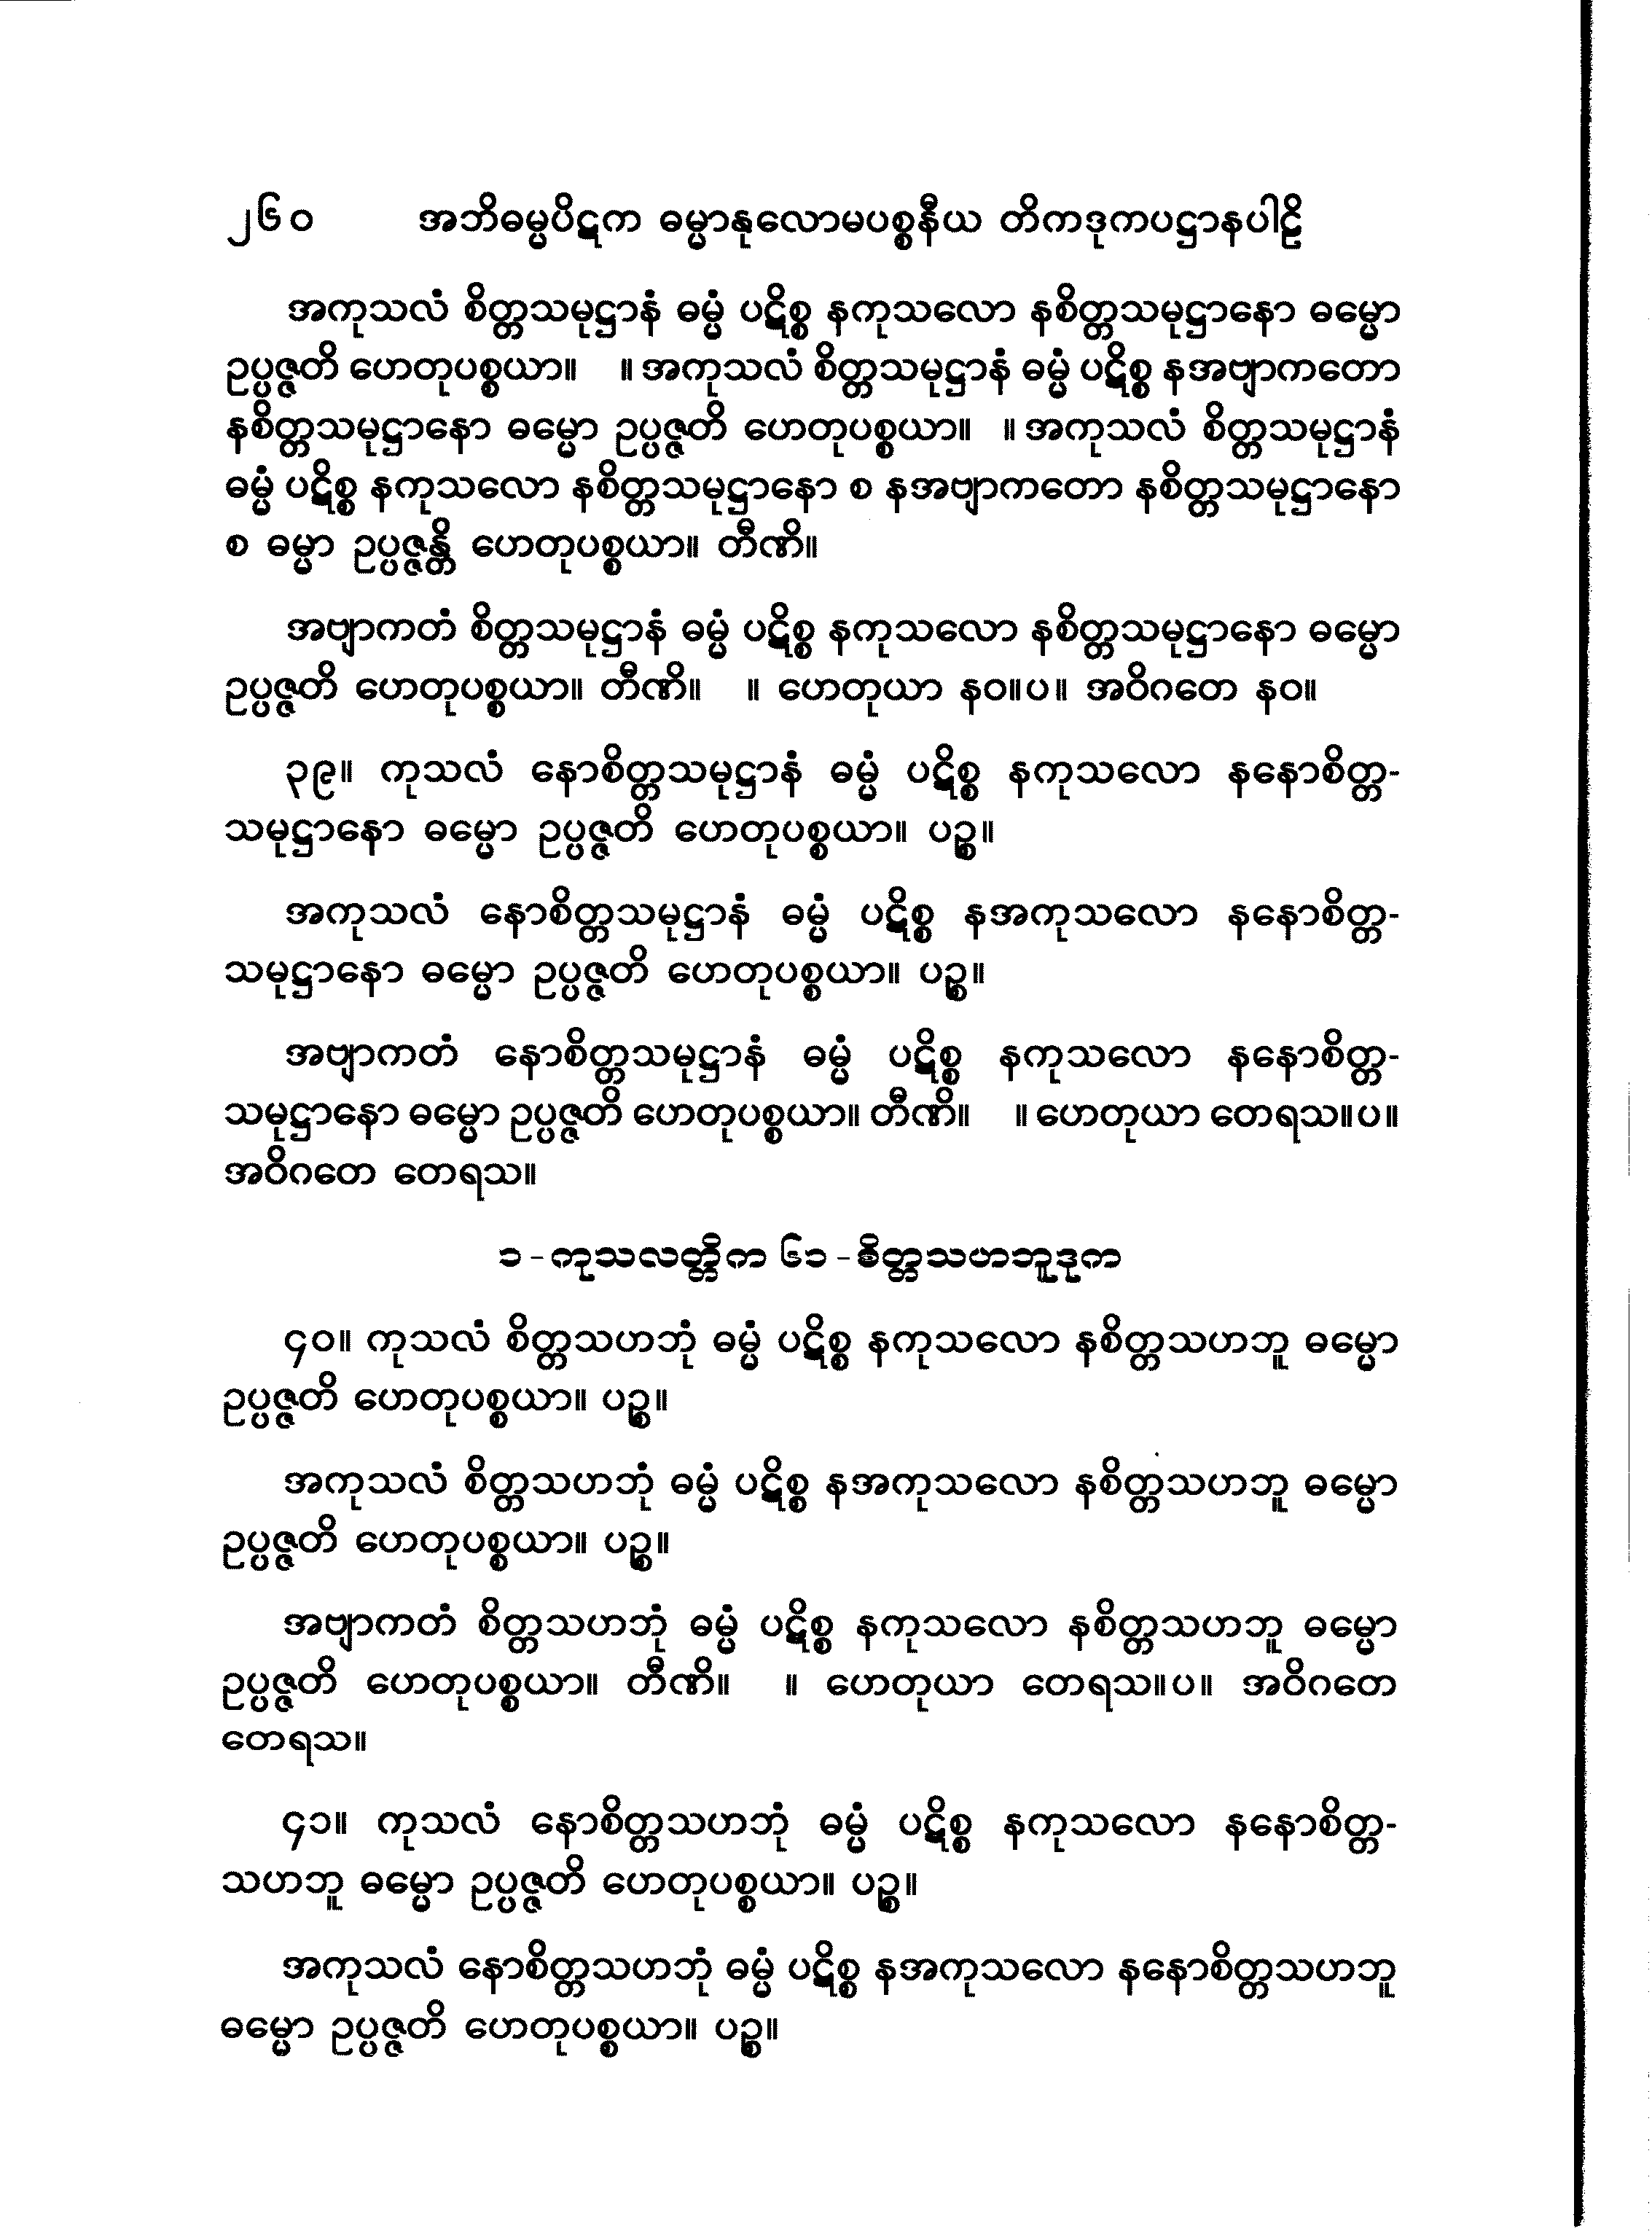 ၂၆၀ အဘိဓမ္မပိဋက ဓမ္မာနုလောမပစ္စနီယ တိကဒုကပဋ္ဌာနပါဠိ
အကုသလံ စိတ္တသမုဋ္ဌာနံ ဓမ္မံ ပဋိစ္စ နကုသလော နစိတ္တသမုဋ္ဌာနော ဓမ္မော
ဥပ္ပဇ္ဇတိ ဟေတုပစ္စယာ။ ။ အကုသလံ စိတ္တသမုဋ္ဌာနံ ဓမ္မံ ပဋိစ္စ နအဗျာကတော
နစိတ္တသမုဋ္ဌာနော ဓမ္မော ဥပ္ပဇ္ဇတိ ဟေတုပစ္စယာ။ ။ အကုသလံ စိတ္တသမုဋ္ဌာနံ
ဓမ္မံ ပဋိစ္စ နကုသလော နစိတ္တသမုဋ္ဌာနော စ နအဗျာကတော နစိတ္တသမုဋ္ဌာနော
စ ဓမ္မာ ဥပ္ပဇ္ဇန္တိ ဟေတုပစ္စယာ။ တီဏိ။
အဗျာကတံ စိတ္တသမုဋ္ဌာနံ ဓမ္မံ ပဋိစ္စ နကုသလော နစိတ္တသမုဋ္ဌာနော ဓမ္မော
ဥပ္ပဇ္ဇတိ ဟေတုပစ္စယာ။ တီဏိ။ ။ ဟေတုယာ နဝ။ပ။ အဝိဂတေ နဝ။
၃၉။ ကုသလံ နောစိတ္တသမုဋ္ဌာနံ ဓမ္မံ ပဋိစ္စ နကုသလော နနောစိတ္တ-
သမုဋ္ဌာနော ဓမ္မော ဥပ္ပဇ္ဇတိ ဟေတုပစ္စယာ။ ပဉ္စ။
အကုသလံ နောစိတ္တသမုဋ္ဌာနံ ဓမ္မံ ပဋိစ္စ နအကုသလော နနောစိတ္တ-
သမုဋ္ဌာနော ဓမ္မော ဥပ္ပဇ္ဇတိ ဟေတုပစ္စယာ။ ပဉ္စ။
အဗျာကတံ နောစိတ္တသမုဋ္ဌာနံ ဓမ္မံ ပဋိစ္စ နကုသလော နနောစိတ္တ-
သမုဋ္ဌာနော ဓမ္မော ဥပ္ပဇ္ဇတိ ဟေတုပစ္စယာ။ တီဏိ။ ။ ဟေတုယာ တေရသ။ပ။
အဝိဂတေ တေရသ။
၁-ကုသလတ္တိက ၆၁-စိတ္တသဟဘူဒုက
၄၀။ ကုသလံ စိတ္တသဟဘုံ ဓမ္မံ ပဋိစ္စ နကုသလော နစိတ္တသဟဘူ ဓမ္မော
ဥပ္ပဇ္ဇတိ ဟေတုပစ္စယာ။ ပဉ္စ။
အကုသလံ စိတ္တသဟဘုံ ဓမ္မံ ပဋိစ္စ နအကုသလော နစိတ္တသဟဘူ ဓမ္မော
ဥပ္ပဇ္ဇတိ ဟေတုပစ္စယာ။ ပဉ္စ။
အဗျာကတံ စိတ္တသဟဘုံ ဓမ္မံ ပဋိစ္စ နကုသလော နစိတ္တသဟဘူ ဓမ္မော
ဥပ္ပဇ္ဇတိ ဟေတုပစ္စယာ။ တီဏိ။ ။ ဟေတုယာ တေရသ။ပ။ အဝိဂတေ
တေရသ။
၄၁။ ကုသလံ နောစိတ္တသဟဘုံ ဓမ္မံ ပဋိစ္စ နကုသလော နနောစိတ္တ-
သဟဘူ ဓမ္မော ဥပ္ပဇ္ဇတိ ဟေတုပစ္စယာ။ ပဉ္စ။
အကုသလံ နောစိတ္တသဟဘုံ ဓမ္မံ ပဋိစ္စ နအကုသလော နနောစိတ္တသဟဘူ
ဓမ္မော ဥပ္ပဇ္ဇတိ ဟေတုပစ္စယာ။ ပဉ္စ။